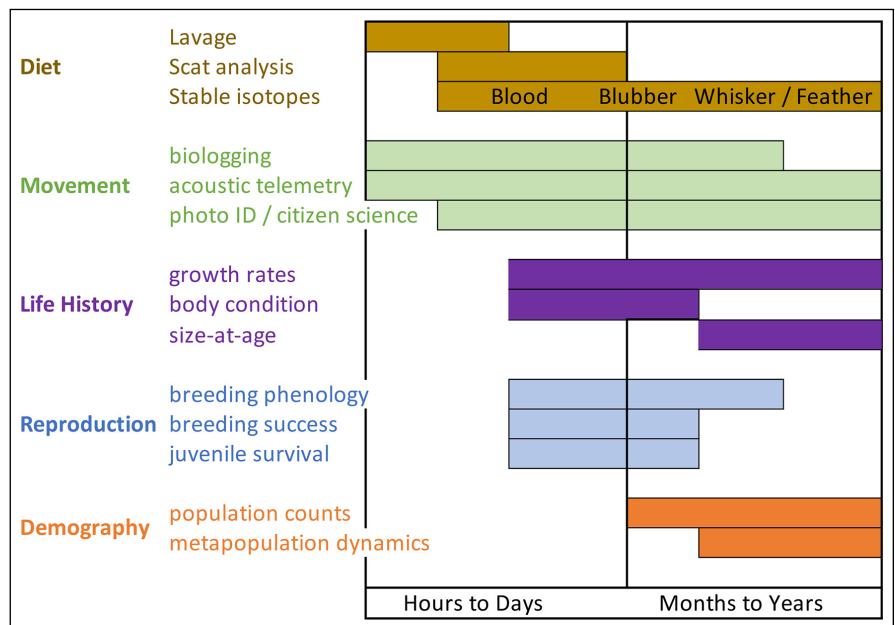 Diet
Lavage
Scat analysis
Stable isotopes
Blood
Blubber
Whisker / Feather
Movement
biologging
acoustic telemetry
photo ID / citizen science
Life History
growth rates
body condition
size-at-age
Reproduction
breeding phenology
breeding success
juvenile survival
Demography
population counts
metapopulation dynamics
Hours to Days
Months to Years